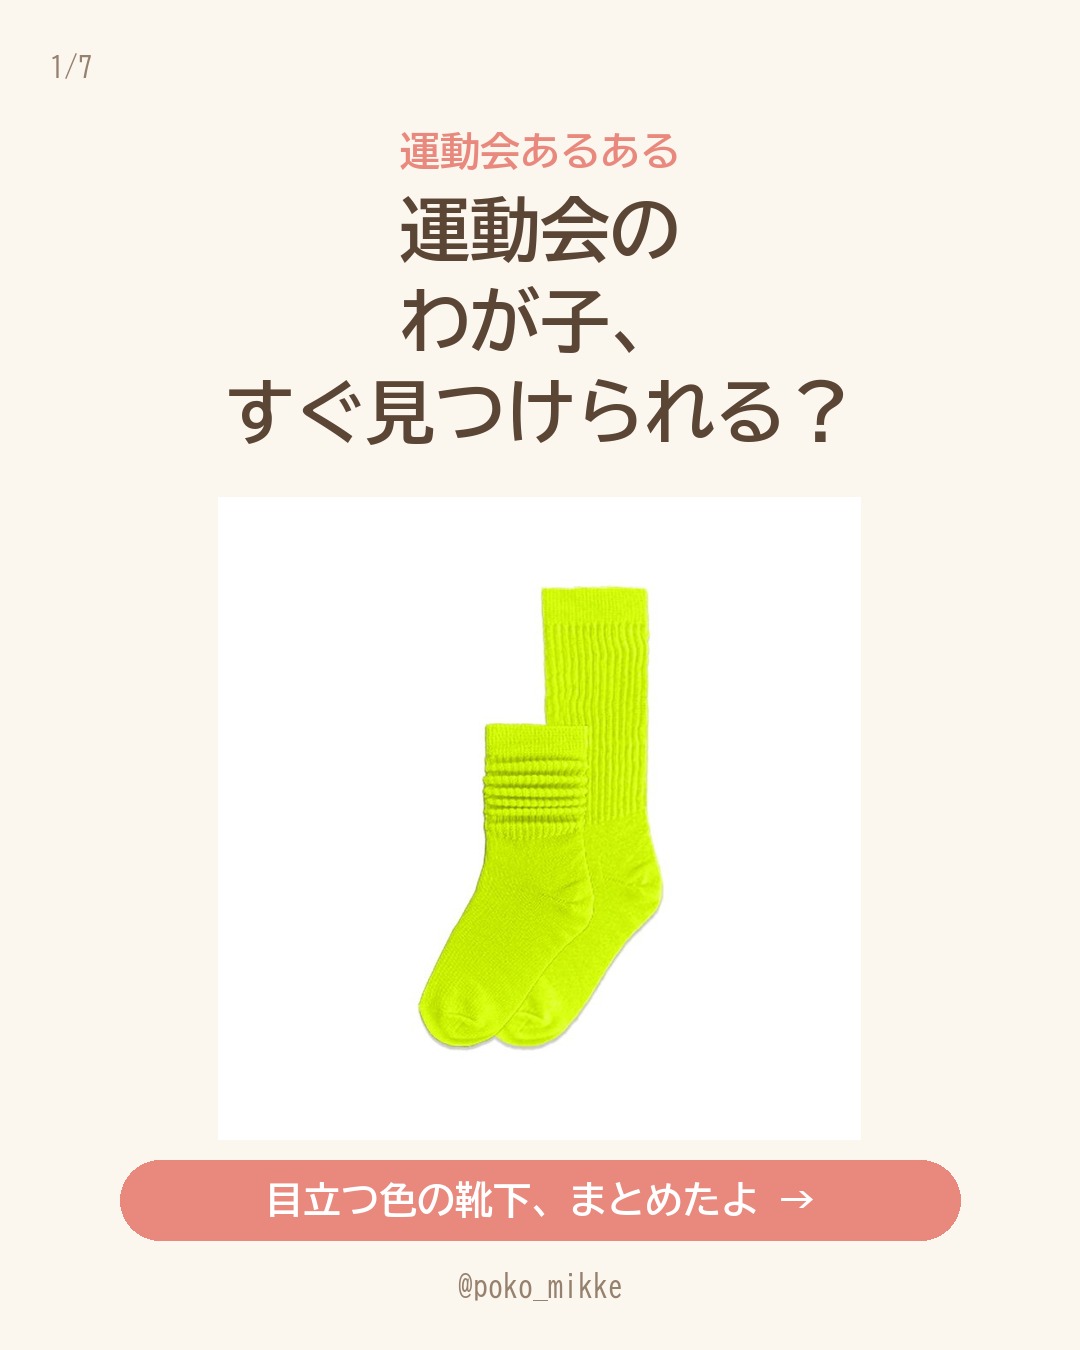 1/7
運動会あるある
運動会の
わが子、
すぐ見つけられる？
目立つ色の靴下、まとめたよ →
@poko_mikke